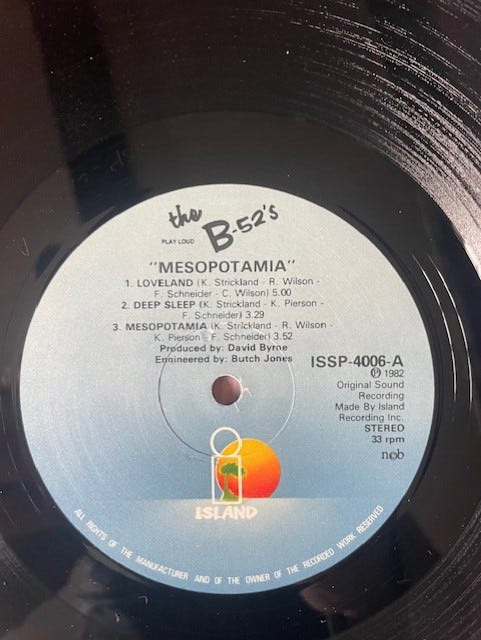 the
B-52's
PLAY LOUD
"MESOPOTAMIA"
1. LOVELAND (K. Strickland - R. Wilson -
F. Schneider - C. Wilson) 5.00
2. DEEP SLEEP (K. Strickland - K. Pierson -
F. Schneider) 3.29
3. MESOPOTAMIA (K. Strickland - R. Wilson -
K. Pierson - F. Schneider) 3.52
Produced by: David Byrne
Engineered by: Butch Jones
ISSP-4006-A
Ⓟ 1982
Original Sound
Recording
Made By Island
Recording Inc.
STEREO
33 rpm
ncb
ISLAND
ALL RIGHTS OF THE MANUFACTURER AND OF THE OWNER OF THE RECORDED WORK RESERVED